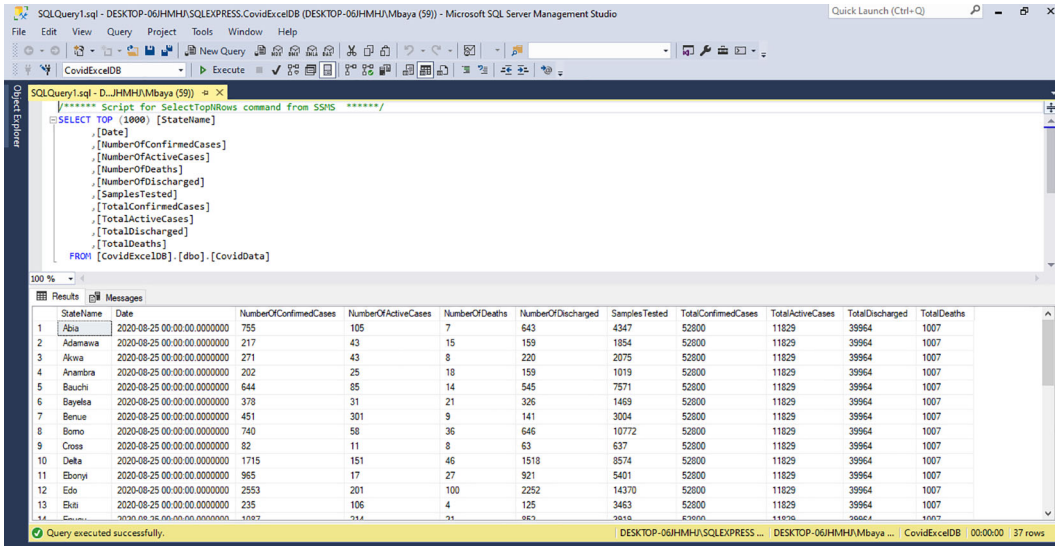 SQLQuery1.sql - DESKTOP-06JHMHJ\SQLEXPRESS.CovidExcelDB (DESKTOP-06JHMHJ\Mbaya (59)) - Microsoft SQL Server Management Studio
Quick Launch (Ctrl+Q)
File Edit View Query Project Tools Window Help
New Query
CovidExcelDB Execute
Object Explorer
SQLQuery1.sql - D...JHMHJ\Mbaya (59))
/****** Script for SelectTopNRows command from SSMS ******/
SELECT TOP (1000) [StateName]
,[Date]
,[NumberOfConfirmedCases]
,[NumberOfActiveCases]
,[NumberOfDeaths]
,[NumberOfDischarged]
,[SamplesTested]
,[TotalConfirmedCases]
,[TotalActiveCases]
,[TotalDischarged]
,[TotalDeaths]
FROM [CovidExcelDB].[dbo].[CovidData]
100 %
Results Messages
StateName Date NumberOfConfirmedCases NumberOfActiveCases NumberOfDeaths NumberOfDischarged SamplesTested TotalConfirmedCases TotalActiveCases TotalDischarged TotalDeaths
1 Abia 2020-08-25 00:00:00.0000000 755 105 7 643 4347 52800 11829 39964 1007
2 Adamawa 2020-08-25 00:00:00.0000000 217 43 15 159 1854 52800 11829 39964 1007
3 Akwa 2020-08-25 00:00:00.0000000 271 43 8 220 2075 52800 11829 39964 1007
4 Anambra 2020-08-25 00:00:00.0000000 202 25 18 159 1019 52800 11829 39964 1007
5 Bauchi 2020-08-25 00:00:00.0000000 644 85 14 545 7571 52800 11829 39964 1007
6 Bayelsa 2020-08-25 00:00:00.0000000 378 31 21 326 1469 52800 11829 39964 1007
7 Benue 2020-08-25 00:00:00.0000000 451 301 9 141 3004 52800 11829 39964 1007
8 Borno 2020-08-25 00:00:00.0000000 740 58 36 646 10772 52800 11829 39964 1007
9 Cross 2020-08-25 00:00:00.0000000 82 11 8 63 637 52800 11829 39964 1007
10 Delta 2020-08-25 00:00:00.0000000 1715 151 46 1518 8574 52800 11829 39964 1007
11 Ebonyi 2020-08-25 00:00:00.0000000 965 17 27 921 5401 52800 11829 39964 1007
12 Edo 2020-08-25 00:00:00.0000000 2553 201 100 2252 14370 52800 11829 39964 1007
13 Ekiti 2020-08-25 00:00:00.0000000 235 106 4 125 3463 52800 11829 39964 1007
Query executed successfully. DESKTOP-06JHMHJ\SQLEXPRESS ... DESKTOP-06JHMHJ\Mbaya ... CovidExcelDB 00:00:00 37 rows